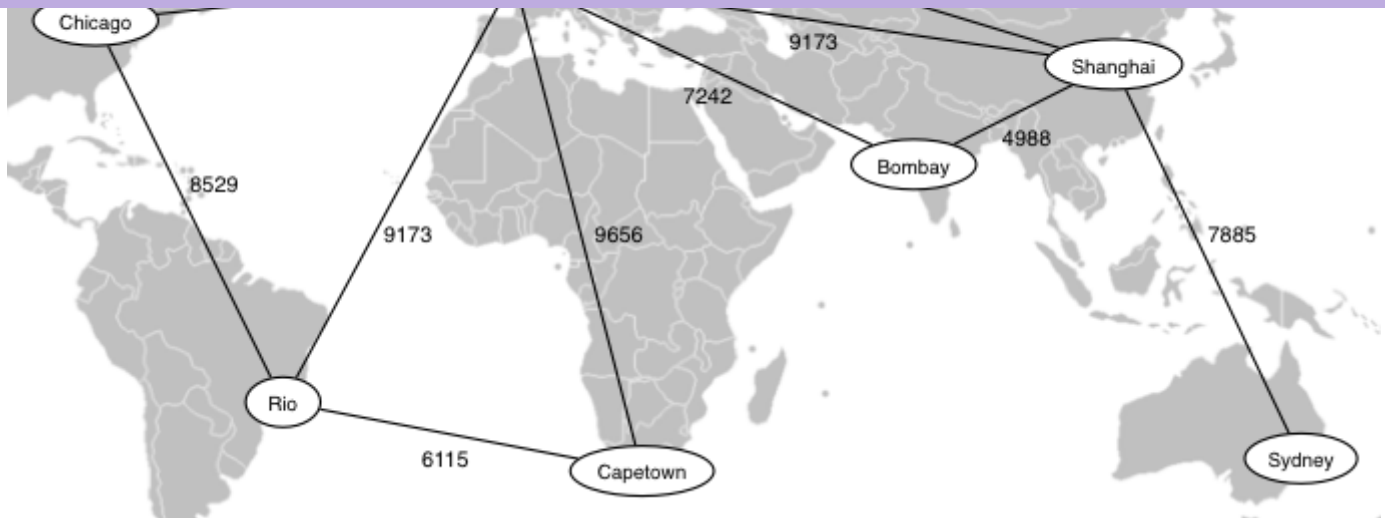 Chicago
9173
Shanghai
7242
4988
Bombay
8529
9173
9656
7885
Rio
6115
Capetown
Sydney